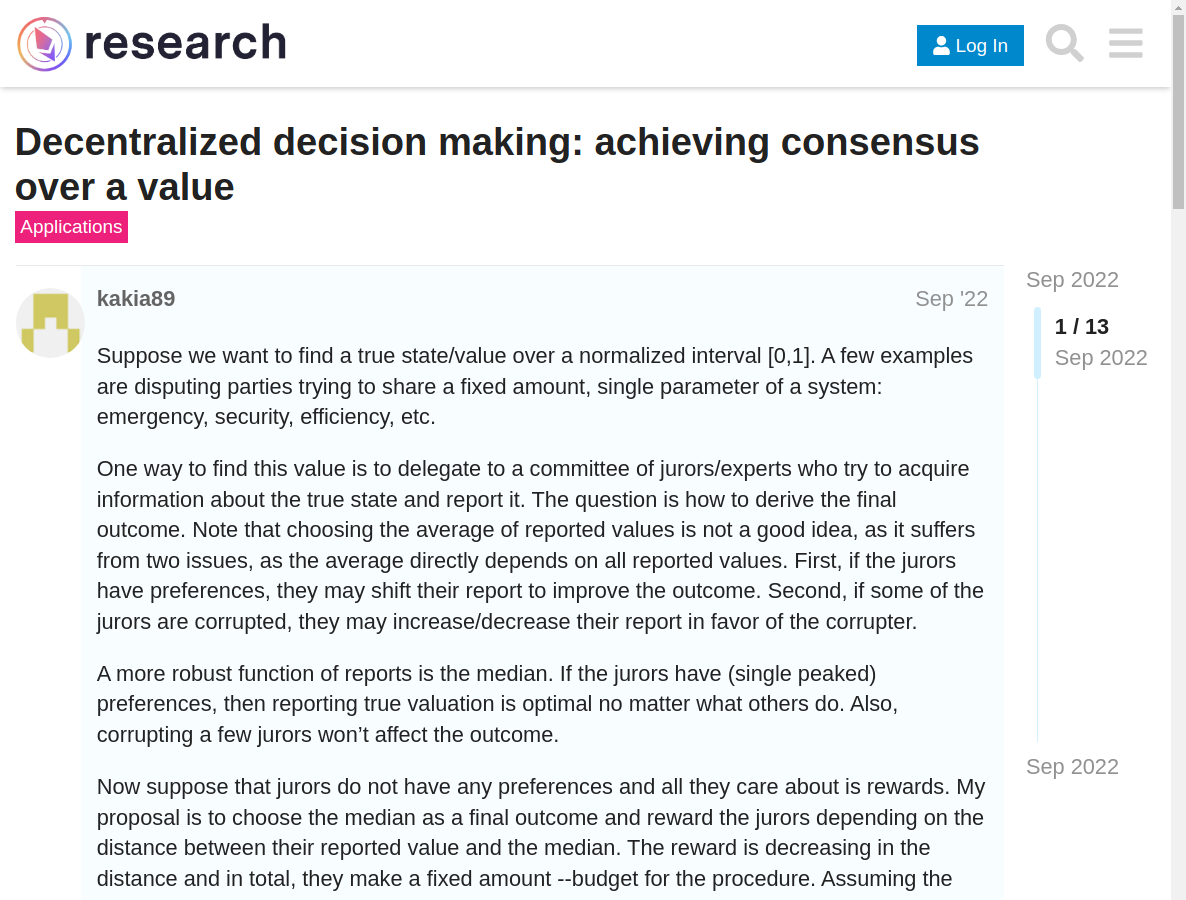 research
Log In
Decentralized decision making: achieving consensus
over a value
Applications
kakia89
Sep '22
Suppose we want to find a true state/value over a normalized interval [0,1]. A few examples
are disputing parties trying to share a fixed amount, single parameter of a system:
emergency, security, efficiency, etc.
One way to find this value is to delegate to a committee of jurors/experts who try to acquire
information about the true state and report it. The question is how to derive the final
outcome. Note that choosing the average of reported values is not a good idea, as it suffers
from two issues, as the average directly depends on all reported values. First, if the jurors
have preferences, they may shift their report to improve the outcome. Second, if some of the
jurors are corrupted, they may increase/decrease their report in favor of the corrupter.
A more robust function of reports is the median. If the jurors have (single peaked)
preferences, then reporting true valuation is optimal no matter what others do. Also,
corrupting a few jurors won’t affect the outcome.
Now suppose that jurors do not have any preferences and all they care about is rewards. My
proposal is to choose the median as a final outcome and reward the jurors depending on the
distance between their reported value and the median. The reward is decreasing in the
distance and in total, they make a fixed amount --budget for the procedure. Assuming the
Sep 2022
1 / 13
Sep 2022
Sep 2022